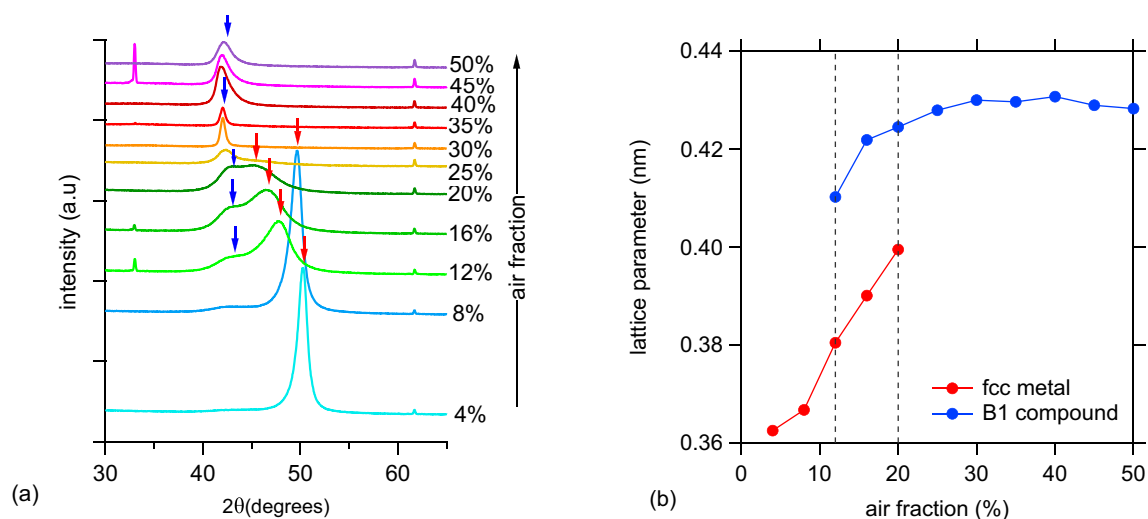 50%
45%
40%
35%
30%
25%
20%
16%
12%
8%
4%
air fraction
intensity (a.u)
30
40
50
60
2θ(degrees)
(a)
0.44
0.42
0.40
0.38
0.36
lattice parameter (nm)
fcc metal
B1 compound
0
10
20
30
40
50
air fraction (%)
(b)